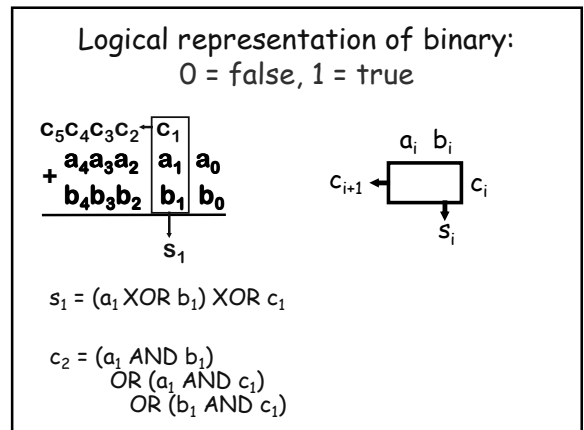 Logical representation of binary:
0 = false, 1 = true
c₅c₄c₃c₂ c₁
a₄a₃a₂ a₁ a₀
+
b₄b₃b₂ b₁ b₀
s₁
aᵢ bᵢ
cᵢ₊₁ cᵢ
sᵢ
s₁ = (a₁ XOR b₁) XOR c₁
c₂ = (a₁ AND b₁)
OR (a₁ AND c₁)
OR (b₁ AND c₁)